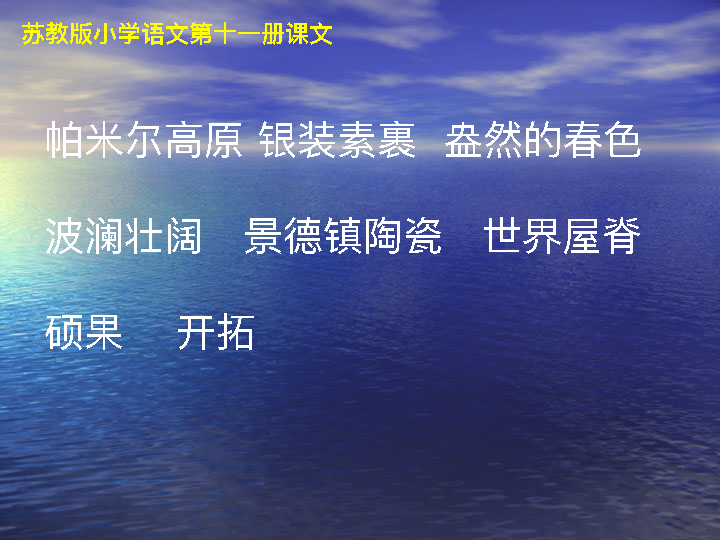 苏教版小学语文第十一册课文
帕米尔高原 银装素裹 盎然的春色
波澜壮阔 景德镇陶瓷 世界屋脊
硕果 开拓